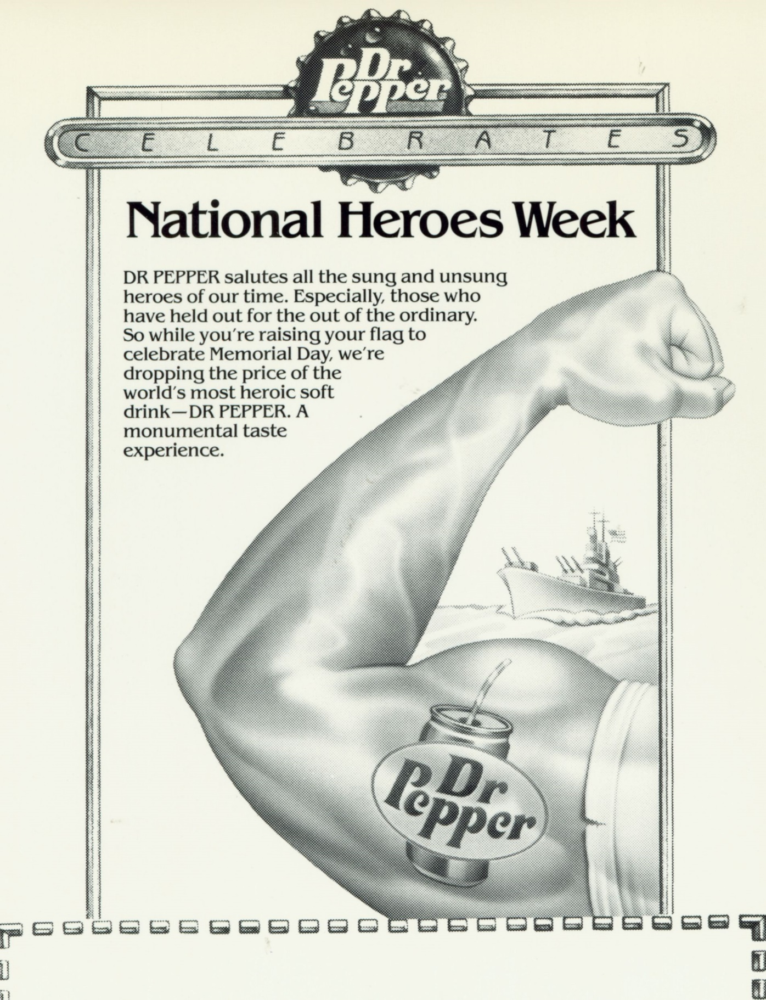 Dr
Pepper
CELEBRATES
National Heroes Week
DR PEPPER salutes all the sung and unsung
heroes of our time. Especially, those who
have held out for the out of the ordinary.
So while you're raising your flag to
celebrate Memorial Day, we're
dropping the price of the
world's most heroic soft
drink—DR PEPPER. A
monumental taste
experience.
Dr
Pepper